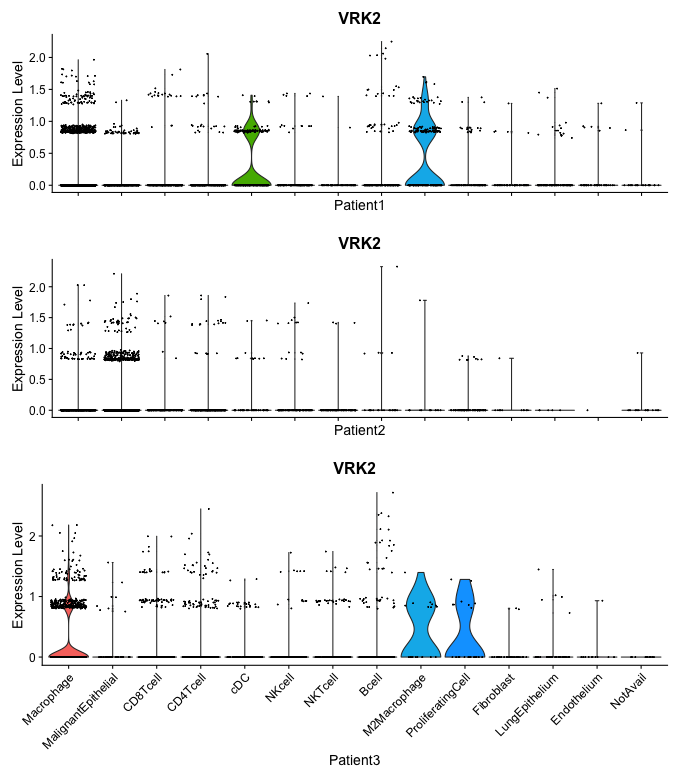 VRK2
Expression Level
2.0
1.5
1.0
0.5
0.0
Patient1
VRK2
Expression Level
2.0
1.5
1.0
0.5
0.0
Patient2
VRK2
Expression Level
2
1
0
Macrophage
MalignantEpithelial
CD8Tcell
CD4Tcell
cDC
NKcell
NKTcell
Bcell
M2Macrophage
ProliferatingCell
Fibroblast
LungEpithelium
Endothelium
NotAvail
Patient3